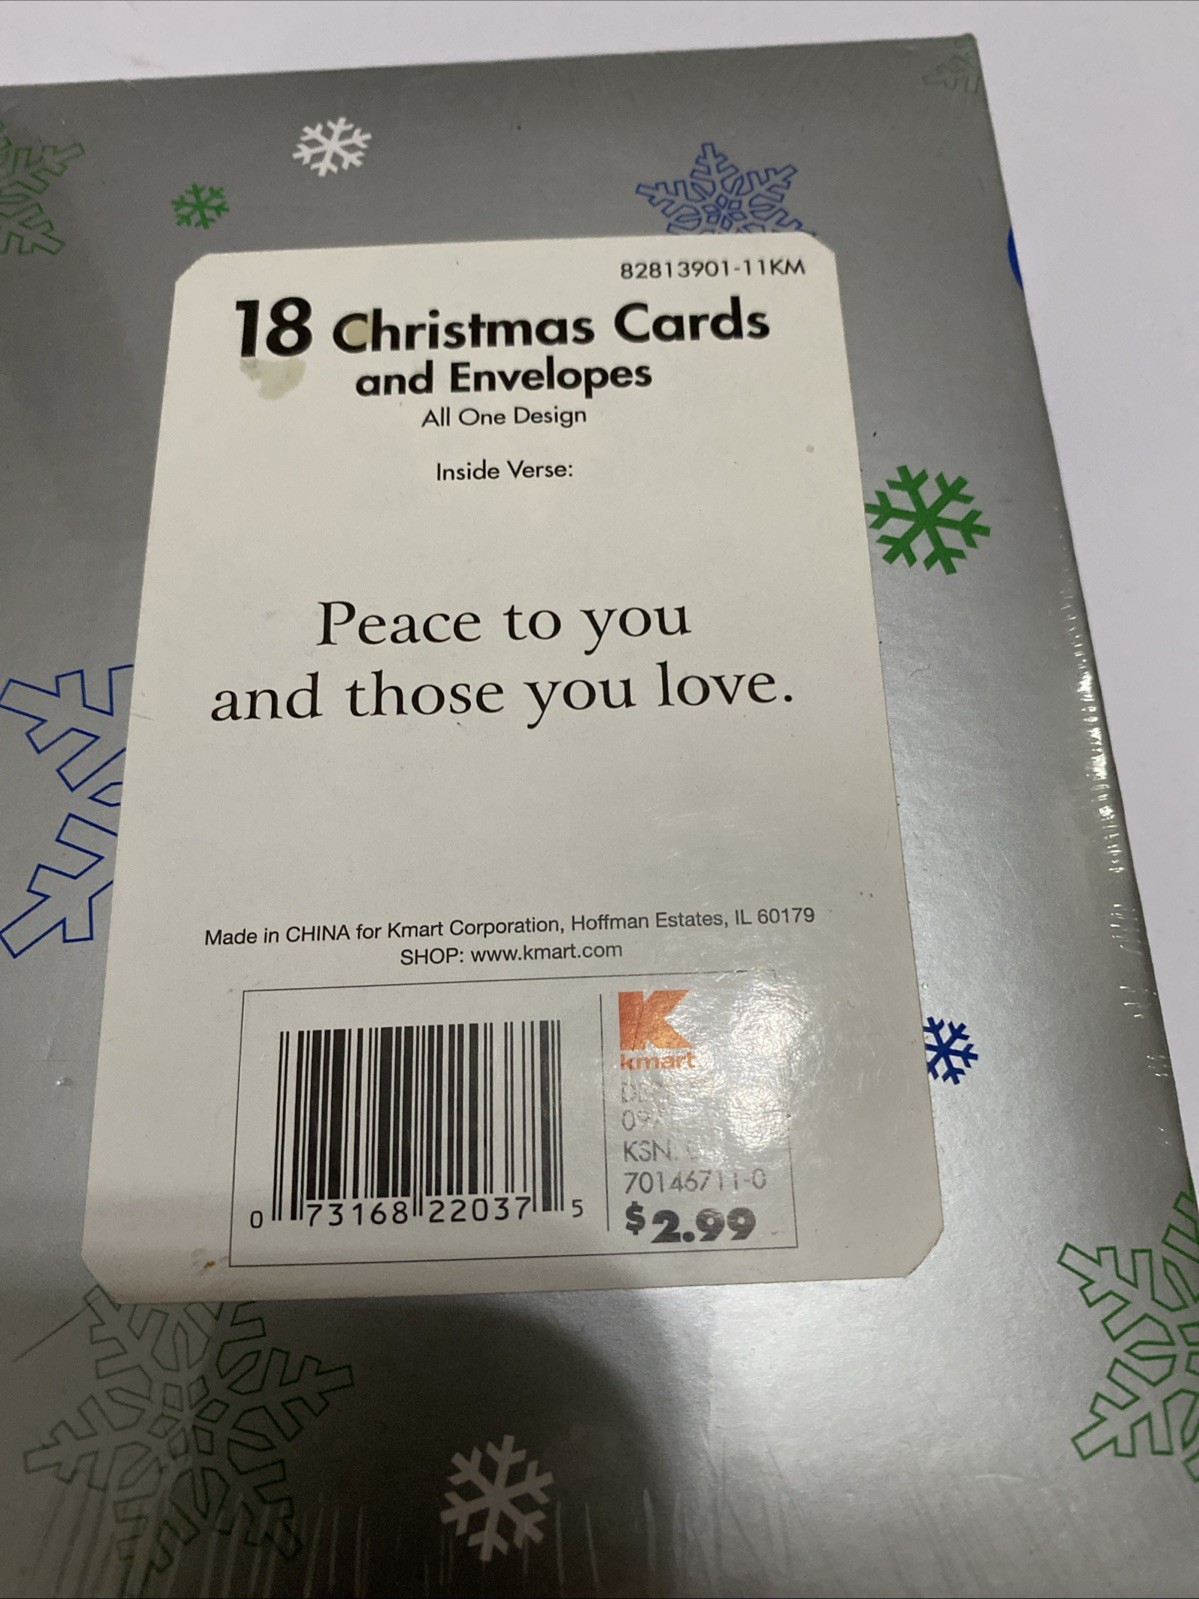 82813901-11KM
18 Christmas Cards
and Envelopes
All One Design
Inside Verse:
Peace to you
and those you love.
Made in CHINA for Kmart Corporation, Hoffman Estates, IL 60179
SHOP: www.kmart.com
K
kmart
KSN:
70146711-0
$2.99
0 73168 22037 5